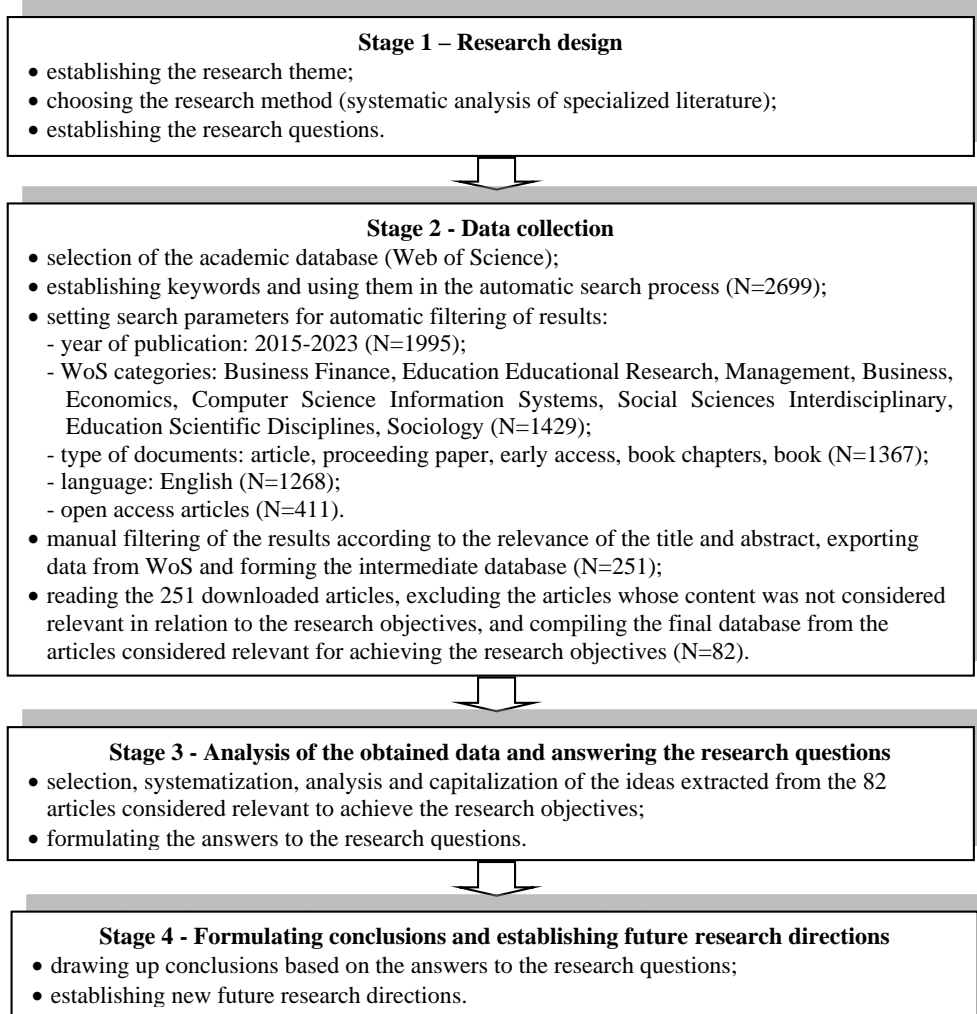 Stage 1 – Research design
• establishing the research theme;
• choosing the research method (systematic analysis of specialized literature);
• establishing the research questions.
Stage 2 - Data collection
• selection of the academic database (Web of Science);
• establishing keywords and using them in the automatic search process (N=2699);
• setting search parameters for automatic filtering of results:
- year of publication: 2015-2023 (N=1995);
- WoS categories: Business Finance, Education Educational Research, Management, Business,
Economics, Computer Science Information Systems, Social Sciences Interdisciplinary,
Education Scientific Disciplines, Sociology (N=1429);
- type of documents: article, proceeding paper, early access, book chapters, book (N=1367);
- language: English (N=1268);
- open access articles (N=411).
• manual filtering of the results according to the relevance of the title and abstract, exporting
data from WoS and forming the intermediate database (N=251);
• reading the 251 downloaded articles, excluding the articles whose content was not considered
relevant in relation to the research objectives, and compiling the final database from the
articles considered relevant for achieving the research objectives (N=82).
Stage 3 - Analysis of the obtained data and answering the research questions
• selection, systematization, analysis and capitalization of the ideas extracted from the 82
articles considered relevant to achieve the research objectives;
• formulating the answers to the research questions.
Stage 4 - Formulating conclusions and establishing future research directions
• drawing up conclusions based on the answers to the research questions;
• establishing new future research directions.